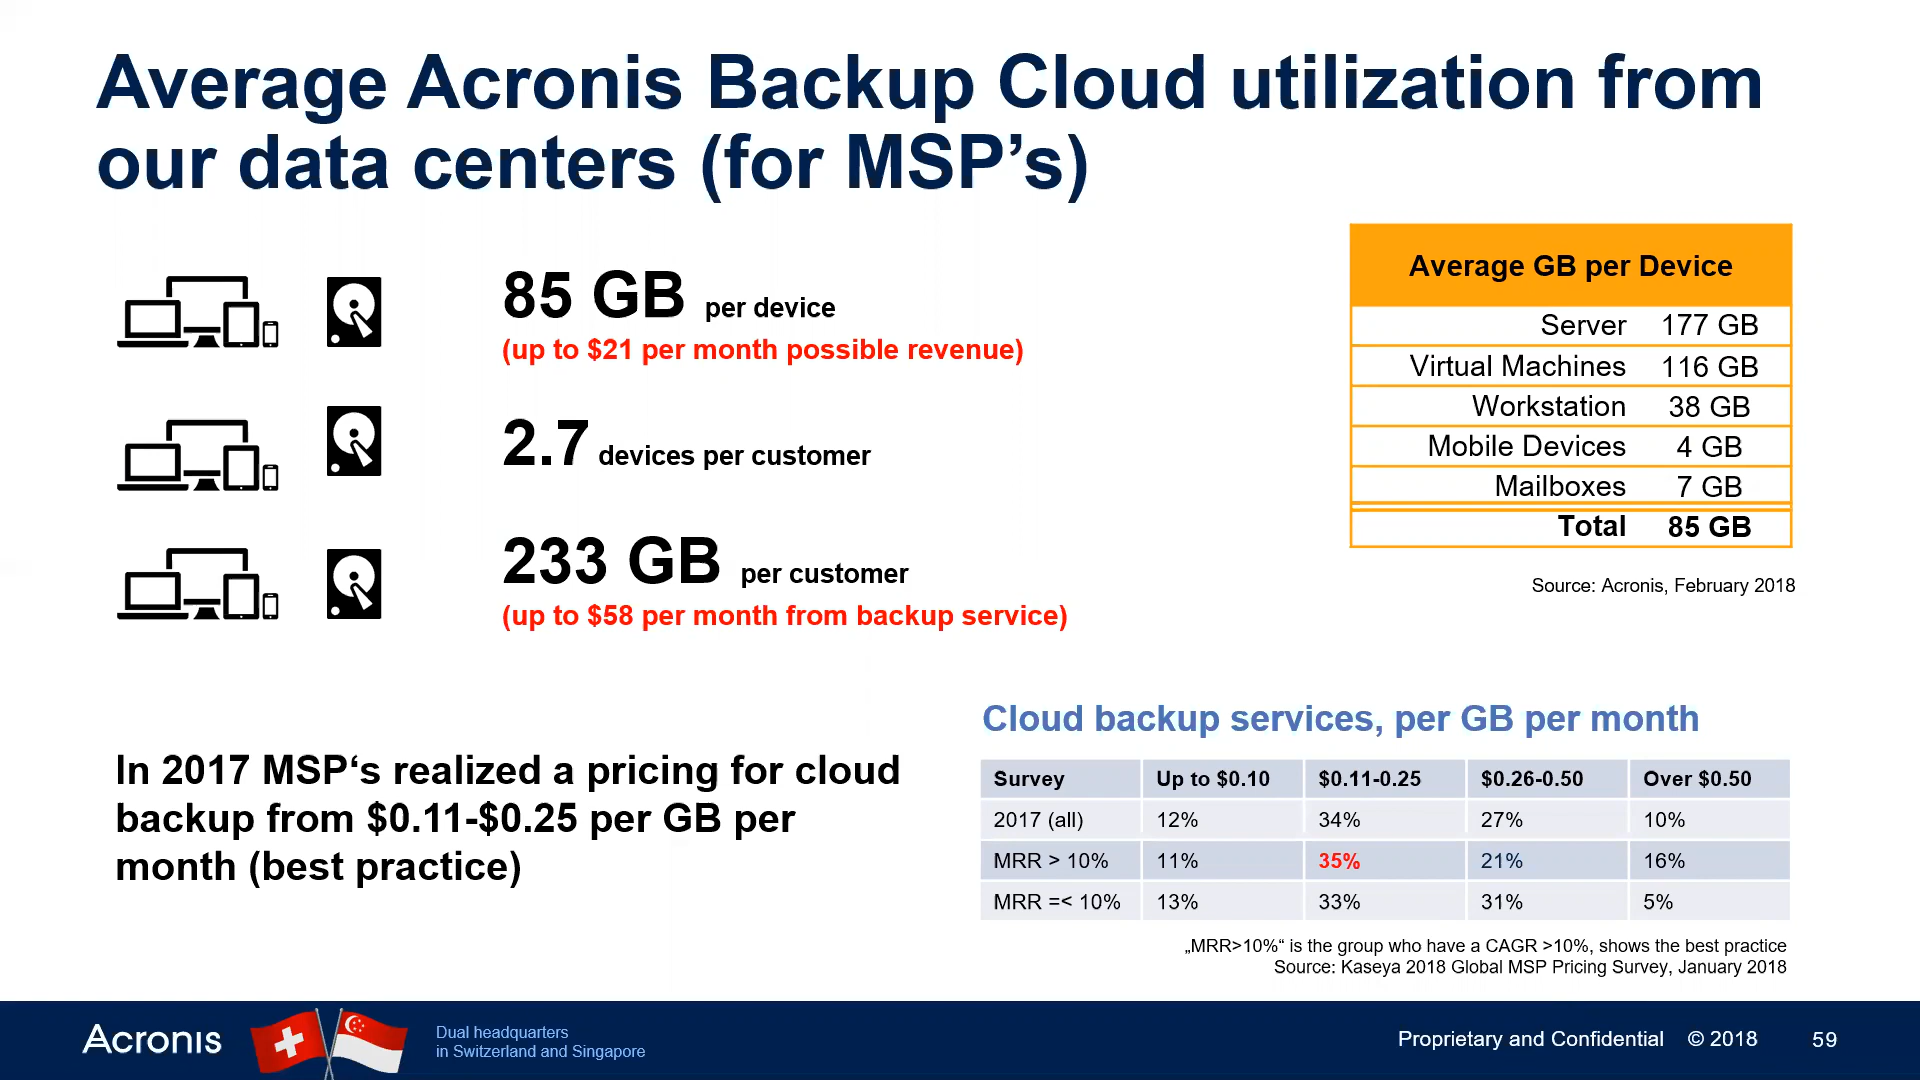 Average Acronis Backup Cloud utilization from
our data centers (for MSP’s)
85 GB per device
(up to $21 per month possible revenue)
2.7 devices per customer
233 GB per customer
(up to $58 per month from backup service)
Average GB per Device
Server 177 GB
Virtual Machines 116 GB
Workstation 38 GB
Mobile Devices 4 GB
Mailboxes 7 GB
Total 85 GB
Source: Acronis, February 2018
In 2017 MSP‘s realized a pricing for cloud
backup from $0.11-$0.25 per GB per
month (best practice)
Cloud backup services, per GB per month
Survey Up to $0.10 $0.11-0.25 $0.26-0.50 Over $0.50
2017 (all) 12% 34% 27% 10%
MRR > 10% 11% 35% 21% 16%
MRR =< 10% 13% 33% 31% 5%
„MRR>10%“ is the group who have a CAGR >10%, shows the best practice
Source: Kaseya 2018 Global MSP Pricing Survey, January 2018
Acronis
Dual headquarters
in Switzerland and Singapore
Proprietary and Confidential © 2018 59